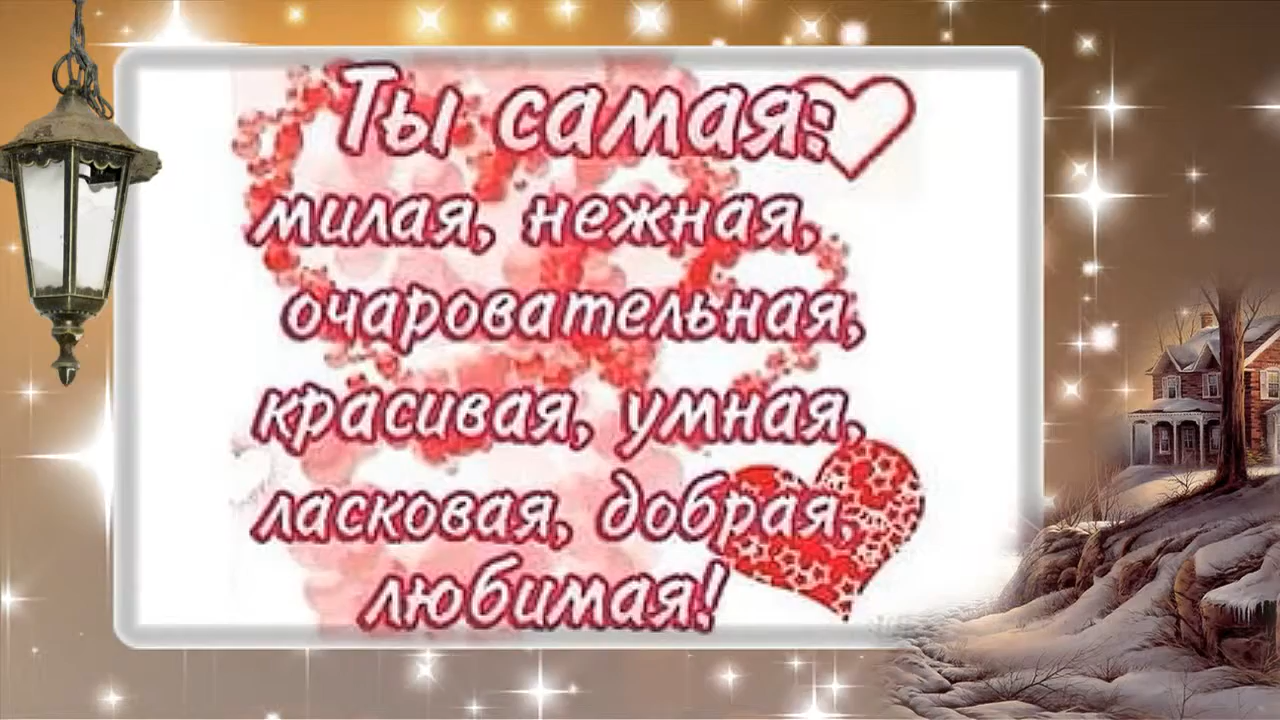 Ты самая:
милая, нежная,
очаровательная,
красивая, умная,
ласковая, добрая,
любимая!